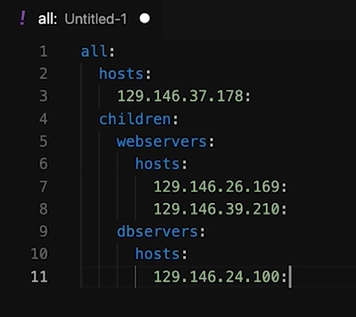 ! all: Untitled-1 ●
1 all:
2   hosts:
3     129.146.37.178:
4   children:
5     webservers:
6       hosts:
7         129.146.26.169:
8         129.146.39.210:
9     dbservers:
10       hosts:
11         129.146.24.100: